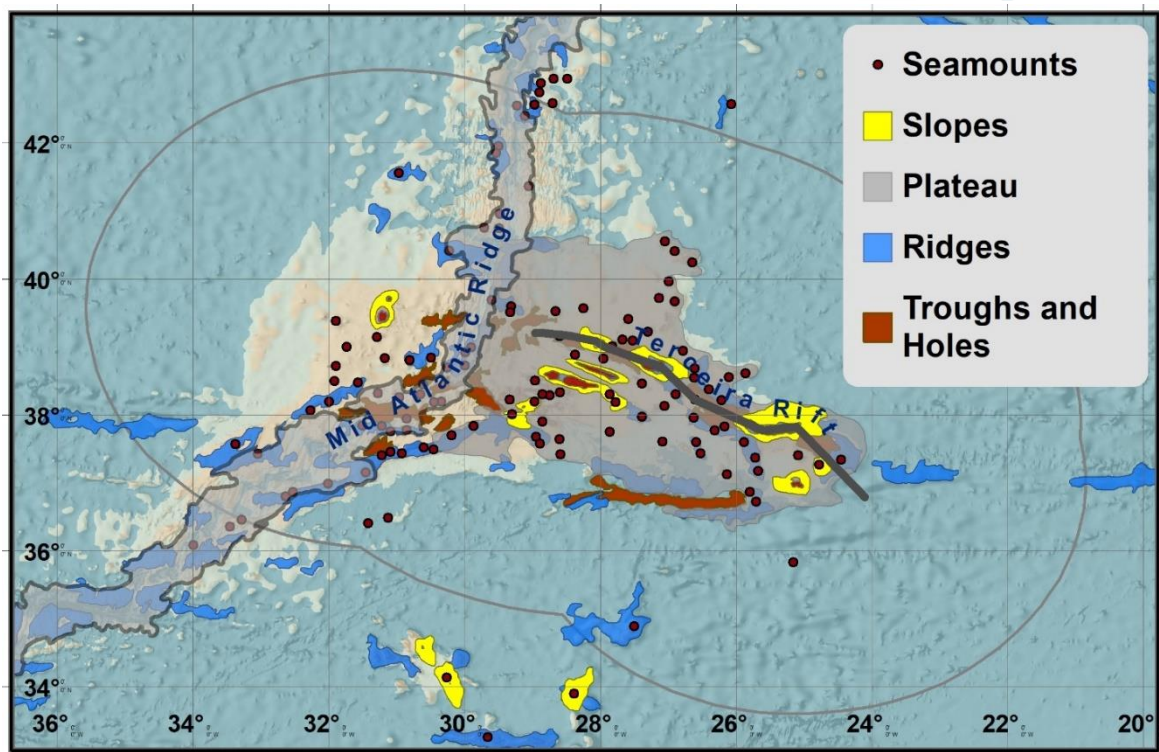 Seamounts
Slopes
Plateau
Ridges
Troughs and
Holes
42°
40°
38°
36°
34°
Mid Atlantic Ridge
Terceira Rift
36°
34°
32°
30°
28°
26°
24°
22°
20°